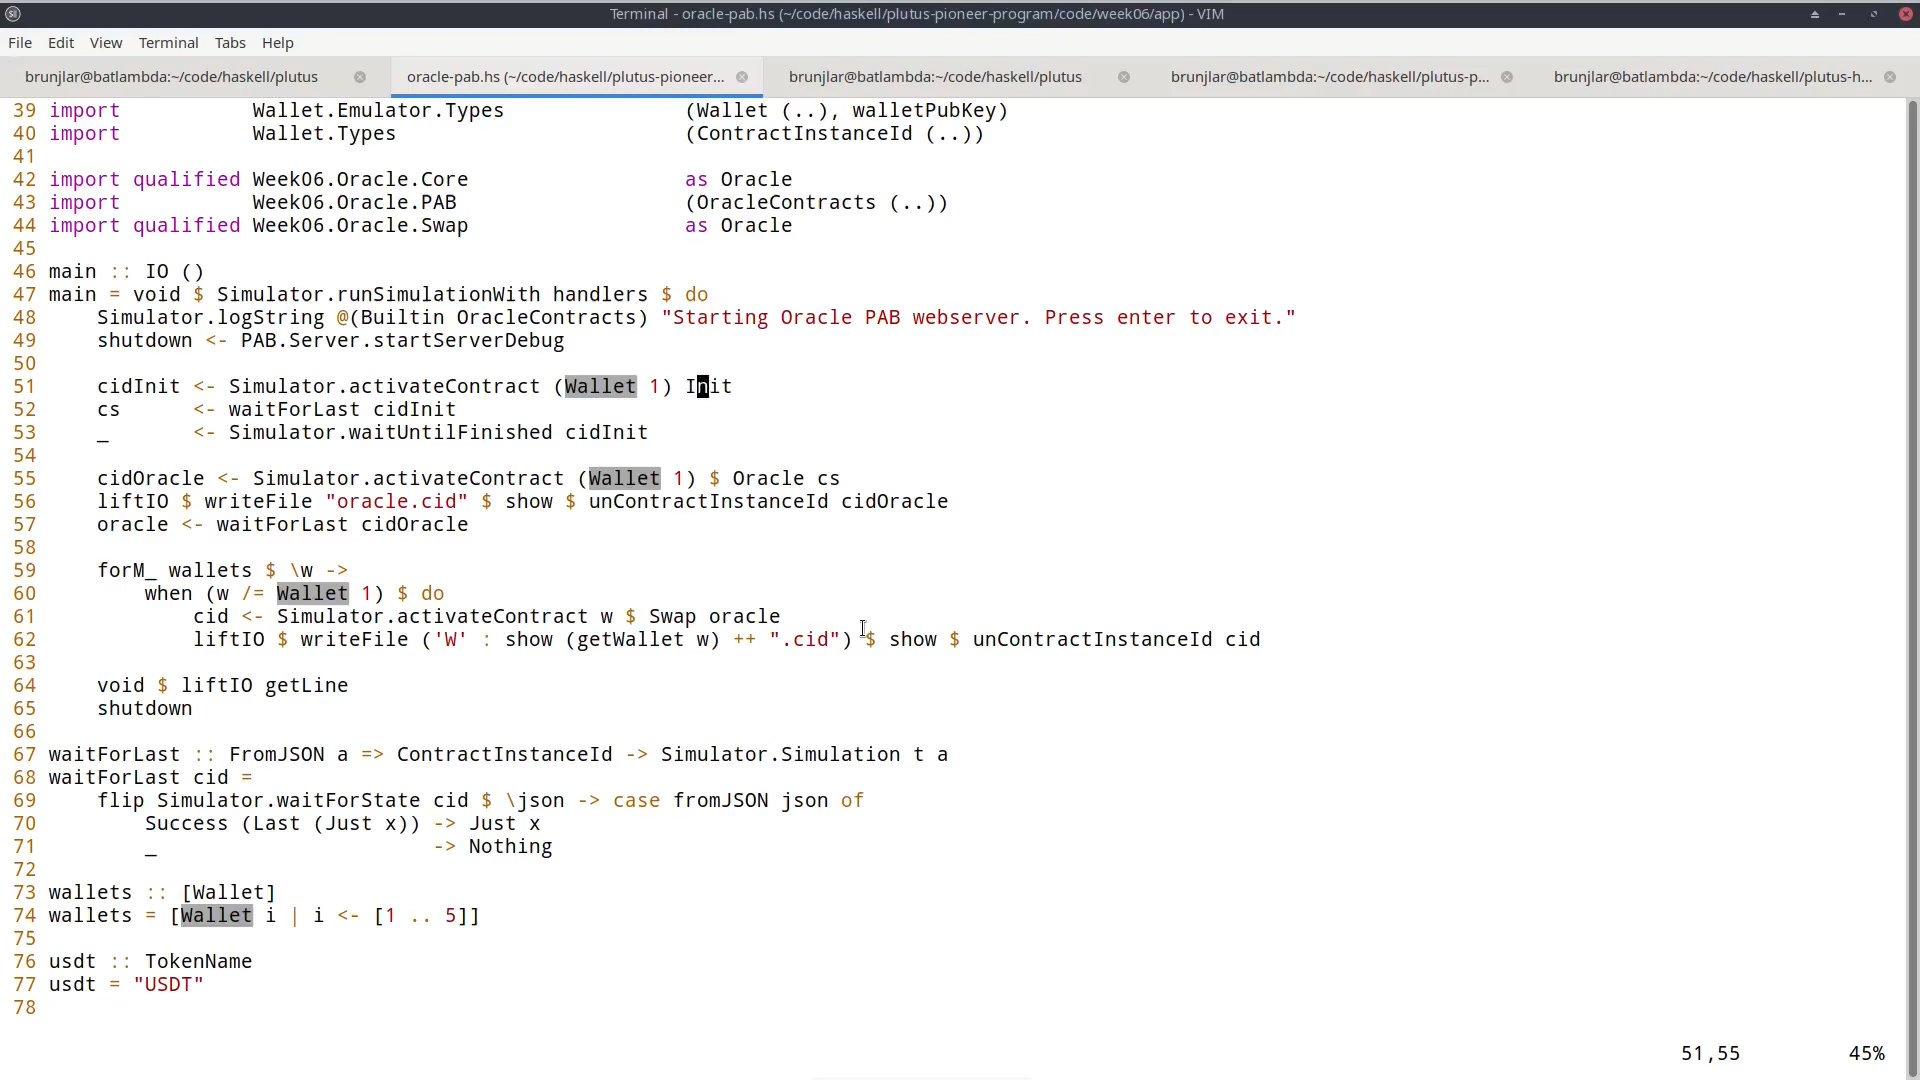 Terminal - oracle-pab.hs (~/code/haskell/plutus-pioneer-program/code/week06/app) - VIM
File Edit View Terminal Tabs Help
brunjlar@batlambda:~/code/haskell/plutus oracle-pab.hs (~/code/haskell/plutus-pioneer... brunjlar@batlambda:~/code/haskell/plutus brunjlar@batlambda:~/code/haskell/plutus-p... brunjlar@batlambda:~/code/haskell/plutus-h...
39 import           Wallet.Emulator.Types               (Wallet (..), walletPubKey)
40 import           Wallet.Types                        (ContractInstanceId (..))
41
42 import qualified Week06.Oracle.Core                  as Oracle
43 import           Week06.Oracle.PAB                   (OracleContracts (..))
44 import qualified Week06.Oracle.Swap                  as Oracle
45
46 main :: IO ()
47 main = void $ Simulator.runSimulationWith handlers $ do
48     Simulator.logString @(Builtin OracleContracts) "Starting Oracle PAB webserver. Press enter to exit."
49     shutdown <- PAB.Server.startServerDebug
50
51     cidInit <- Simulator.activateContract (Wallet 1) Init
52     cs      <- waitForLast cidInit
53     _       <- Simulator.waitUntilFinished cidInit
54
55     cidOracle <- Simulator.activateContract (Wallet 1) $ Oracle cs
56     liftIO $ writeFile "oracle.cid" $ show $ unContractInstanceId cidOracle
57     oracle <- waitForLast cidOracle
58
59     forM_ wallets $ \w ->
60         when (w /= Wallet 1) $ do
61             cid <- Simulator.activateContract w $ Swap oracle
62             liftIO $ writeFile ('W' : show (getWallet w) ++ ".cid") $ show $ unContractInstanceId cid
63
64     void $ liftIO getLine
65     shutdown
66
67 waitForLast :: FromJSON a => ContractInstanceId -> Simulator.Simulation t a
68 waitForLast cid =
69     flip Simulator.waitForState cid $ \json -> case fromJSON json of
70         Success (Last (Just x)) -> Just x
71         _                       -> Nothing
72
73 wallets :: [Wallet]
74 wallets = [Wallet i | i <- [1 .. 5]]
75
76 usdt :: TokenName
77 usdt = "USDT"
78
51,55 45%